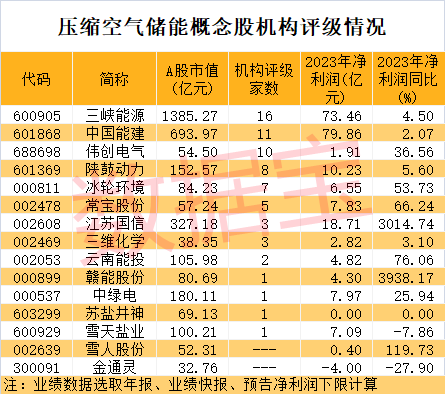 压缩空气储能概念股机构评级情况
代码 简称 A股市值(亿元) 机构评级家数 2023年净利润(亿元) 2023年净利润同比(%)
600905 三峡能源 1385.27 16 73.46 4.50
601868 中国能建 693.97 11 79.86 2.07
688698 伟创电气 54.50 10 1.91 36.56
601369 陕鼓动力 152.57 8 10.23 5.60
000811 冰轮环境 84.23 7 6.55 53.73
002478 常宝股份 57.24 5 7.83 66.24
002608 江苏国信 327.18 3 18.71 3014.74
002469 三维化学 38.35 3 2.82 3.10
002053 云南能投 105.98 2 4.82 76.06
000899 赣能股份 80.69 1 4.30 3938.17
000537 中绿电 180.11 1 7.97 25.94
603299 苏盐井神 69.13 1 0.00 0.00
600929 雪天盐业 100.21 1 7.09 -7.86
002639 雪人股份 52.31 --- 0.40 119.73
300091 金通灵 32.76 --- -4.00 -27.90
注：业绩数据选取年报、业绩快报、预告净利润下限计算
数据宝